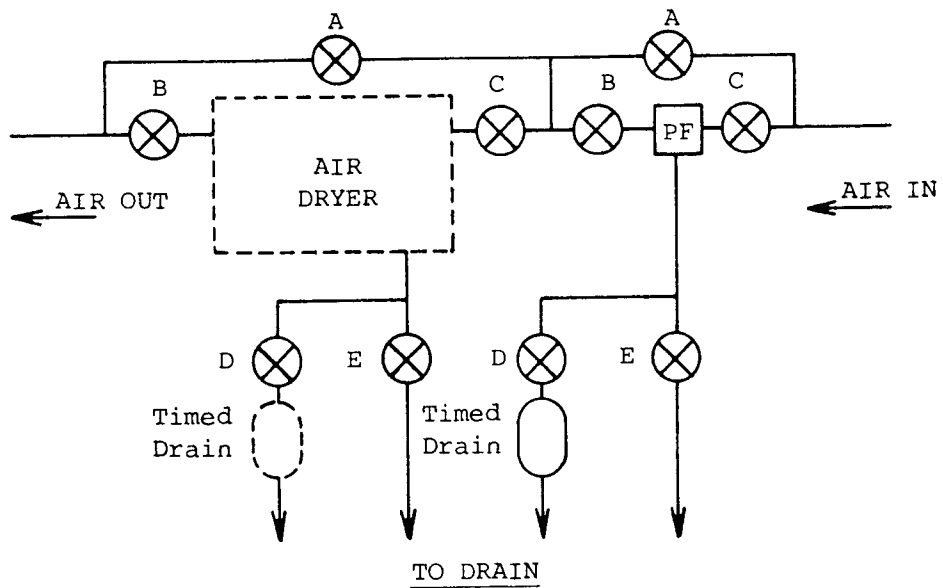 A
A
B
C
B
C
PF
AIR
DRYER
AIR OUT
AIR IN
D
E
D
E
Timed
Drain
Timed
Drain
TO DRAIN